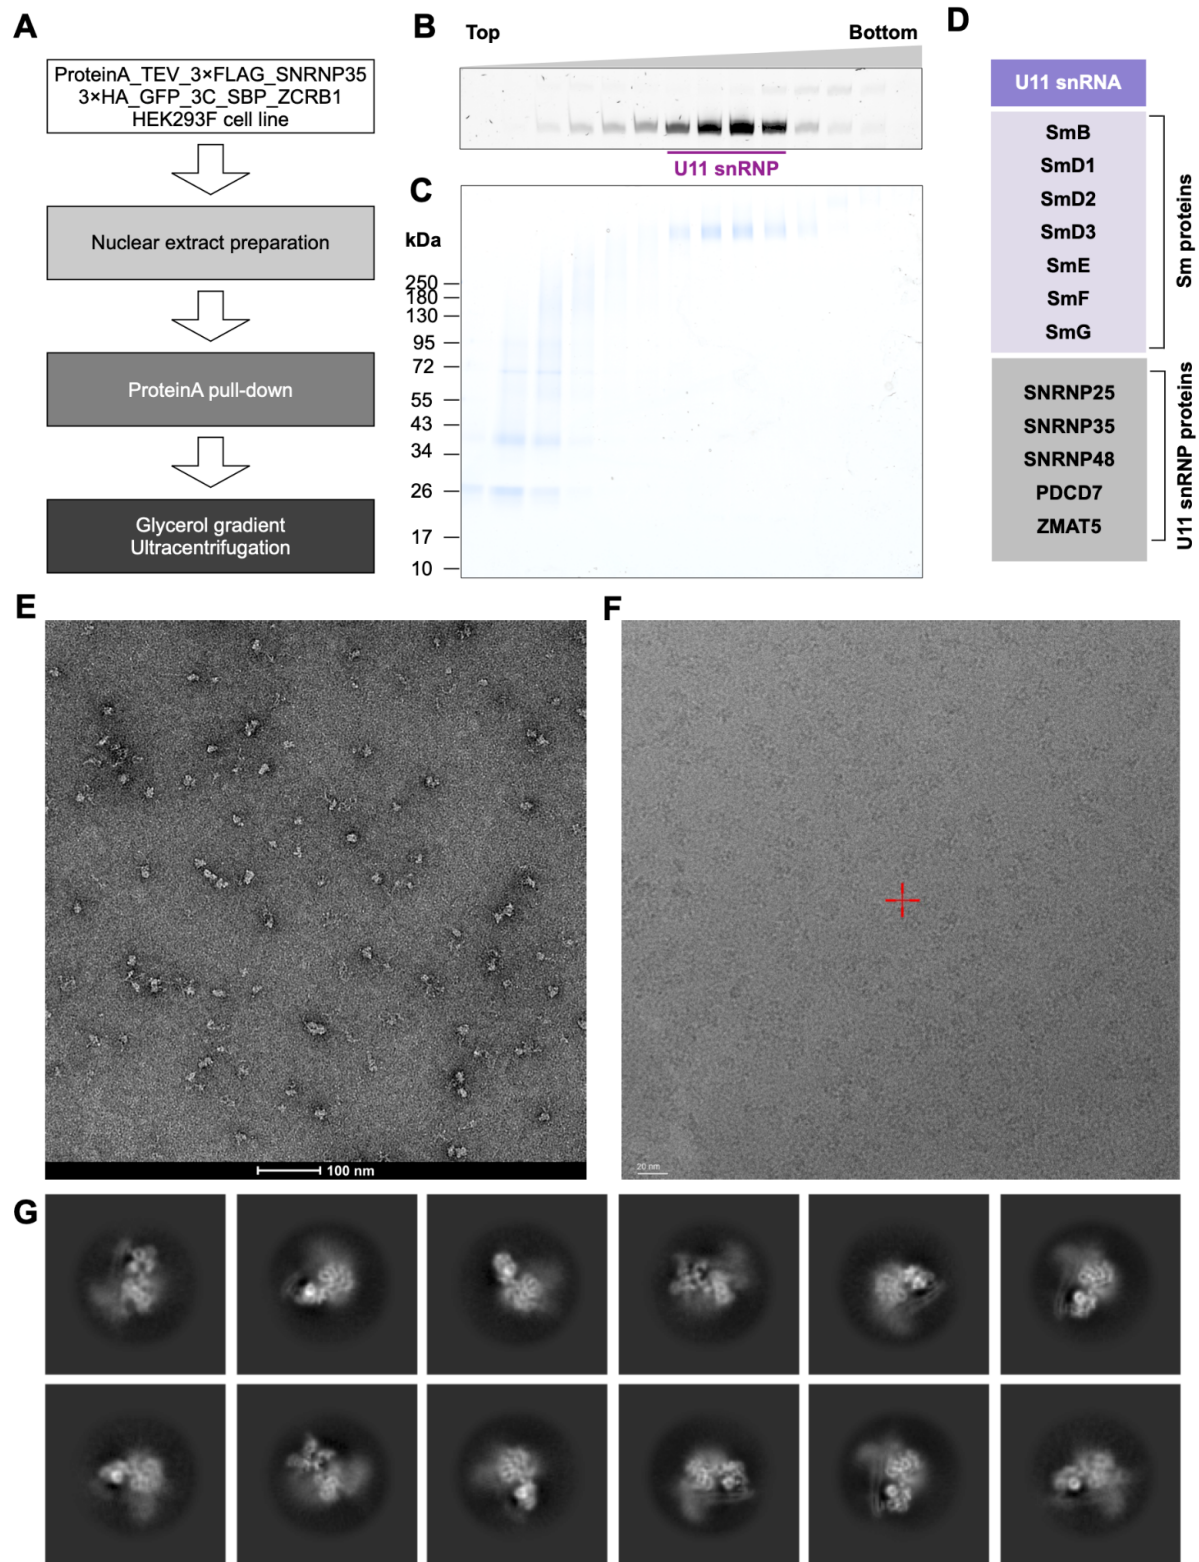 A
ProteinA_TEV_3×FLAG_SNRNP35
3×HA_GFP_3C_SBP_ZCRB1
HEK293F cell line
Nuclear extract preparation
ProteinA pull-down
Glycerol gradient
Ultracentrifugation
B
Top
Bottom
U11 snRNP
C
kDa
250
180
130
95
72
55
43
34
26
17
10
D
U11 snRNA
SmB
SmD1
SmD2
SmD3
SmE
SmF
SmG
Sm proteins
SNRNP25
SNRNP35
SNRNP48
PDCD7
ZMAT5
U11 snRNP proteins
E
100 nm
F
20 nm
G